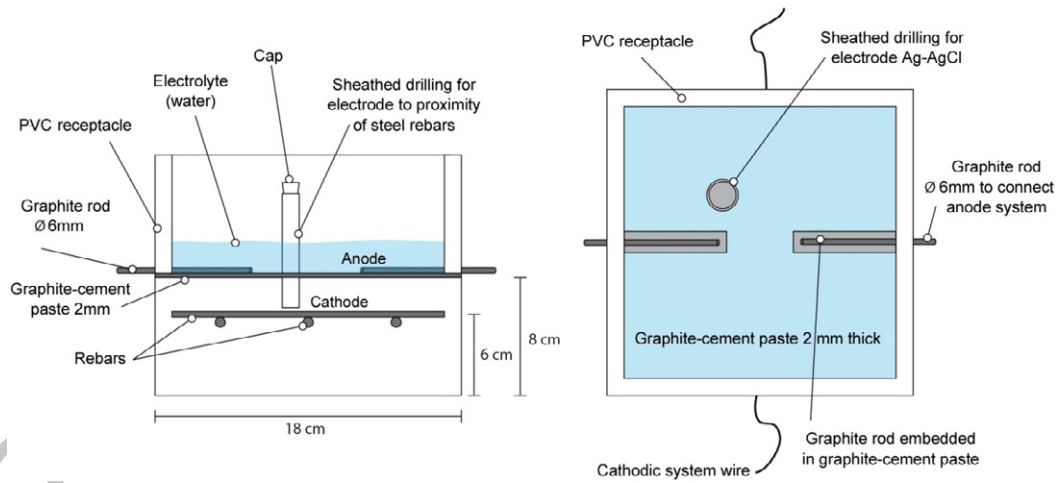 Cap
Electrolyte
(water)
Sheathed drilling for
electrode to proximity
of steel rebars
PVC receptacle
Graphite rod
Ø 6mm
Anode
Graphite-cement
paste 2mm
Cathode
Rebars
6 cm
8 cm
18 cm
PVC receptacle
Sheathed drilling for
electrode Ag-AgCl
Graphite rod
Ø 6mm to connect
anode system
Graphite-cement paste 2 mm thick
Graphite rod embedded
in graphite-cement paste
Cathodic system wire